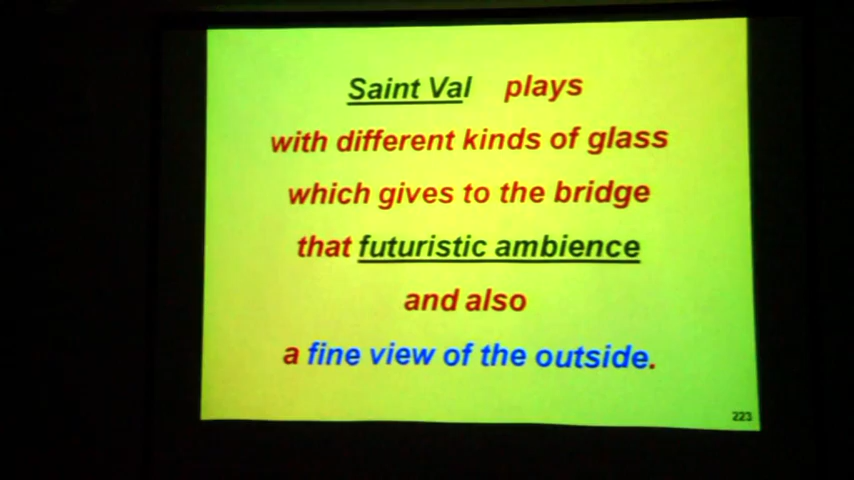 Saint Val plays
with different kinds of glass
which gives to the bridge
that futuristic ambience
and also
a fine view of the outside.
223